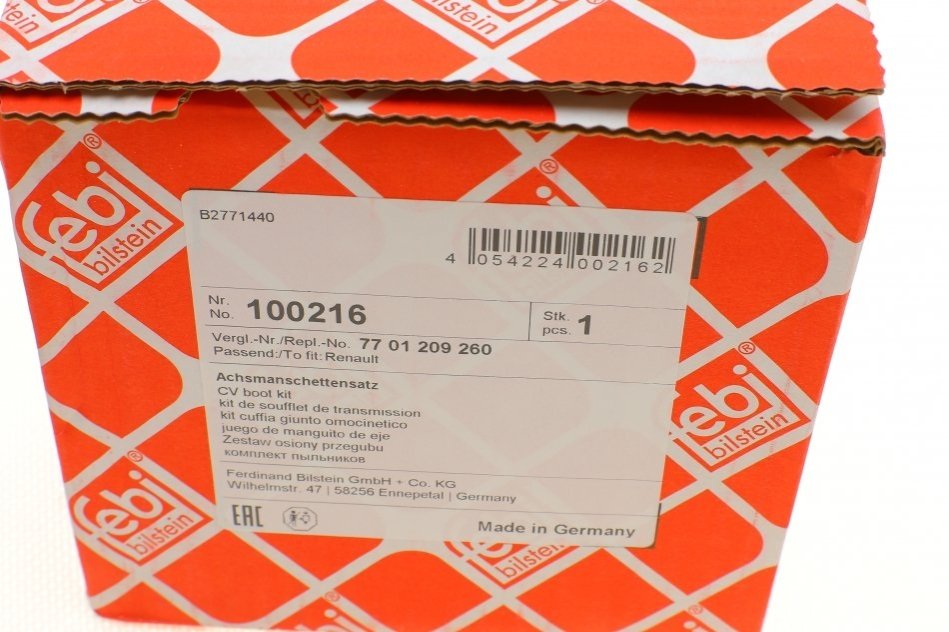 tein
bilstein
febi®
bilstein
febi®
bilstein
B2771440
4 054224 002162
Nr.
No. 100216
Stk.
pcs. 1
Vergl.-Nr./Repl.-No. 77 01 209 260
Passend:/To fit: Renault
Achsmanschettensatz
CV boot kit
kit de soufflet de transmission
kit cuffia giunto omocinetico
juego de manguito de eje
Zestaw osiony przegubu
комплект пыльников
Ferdinand Bilstein GmbH + Co. KG
Wilhelmstr. 47 | 58256 Ennepetal | Germany
EAC
Made in Germany
febi®
bilstein
bilstein